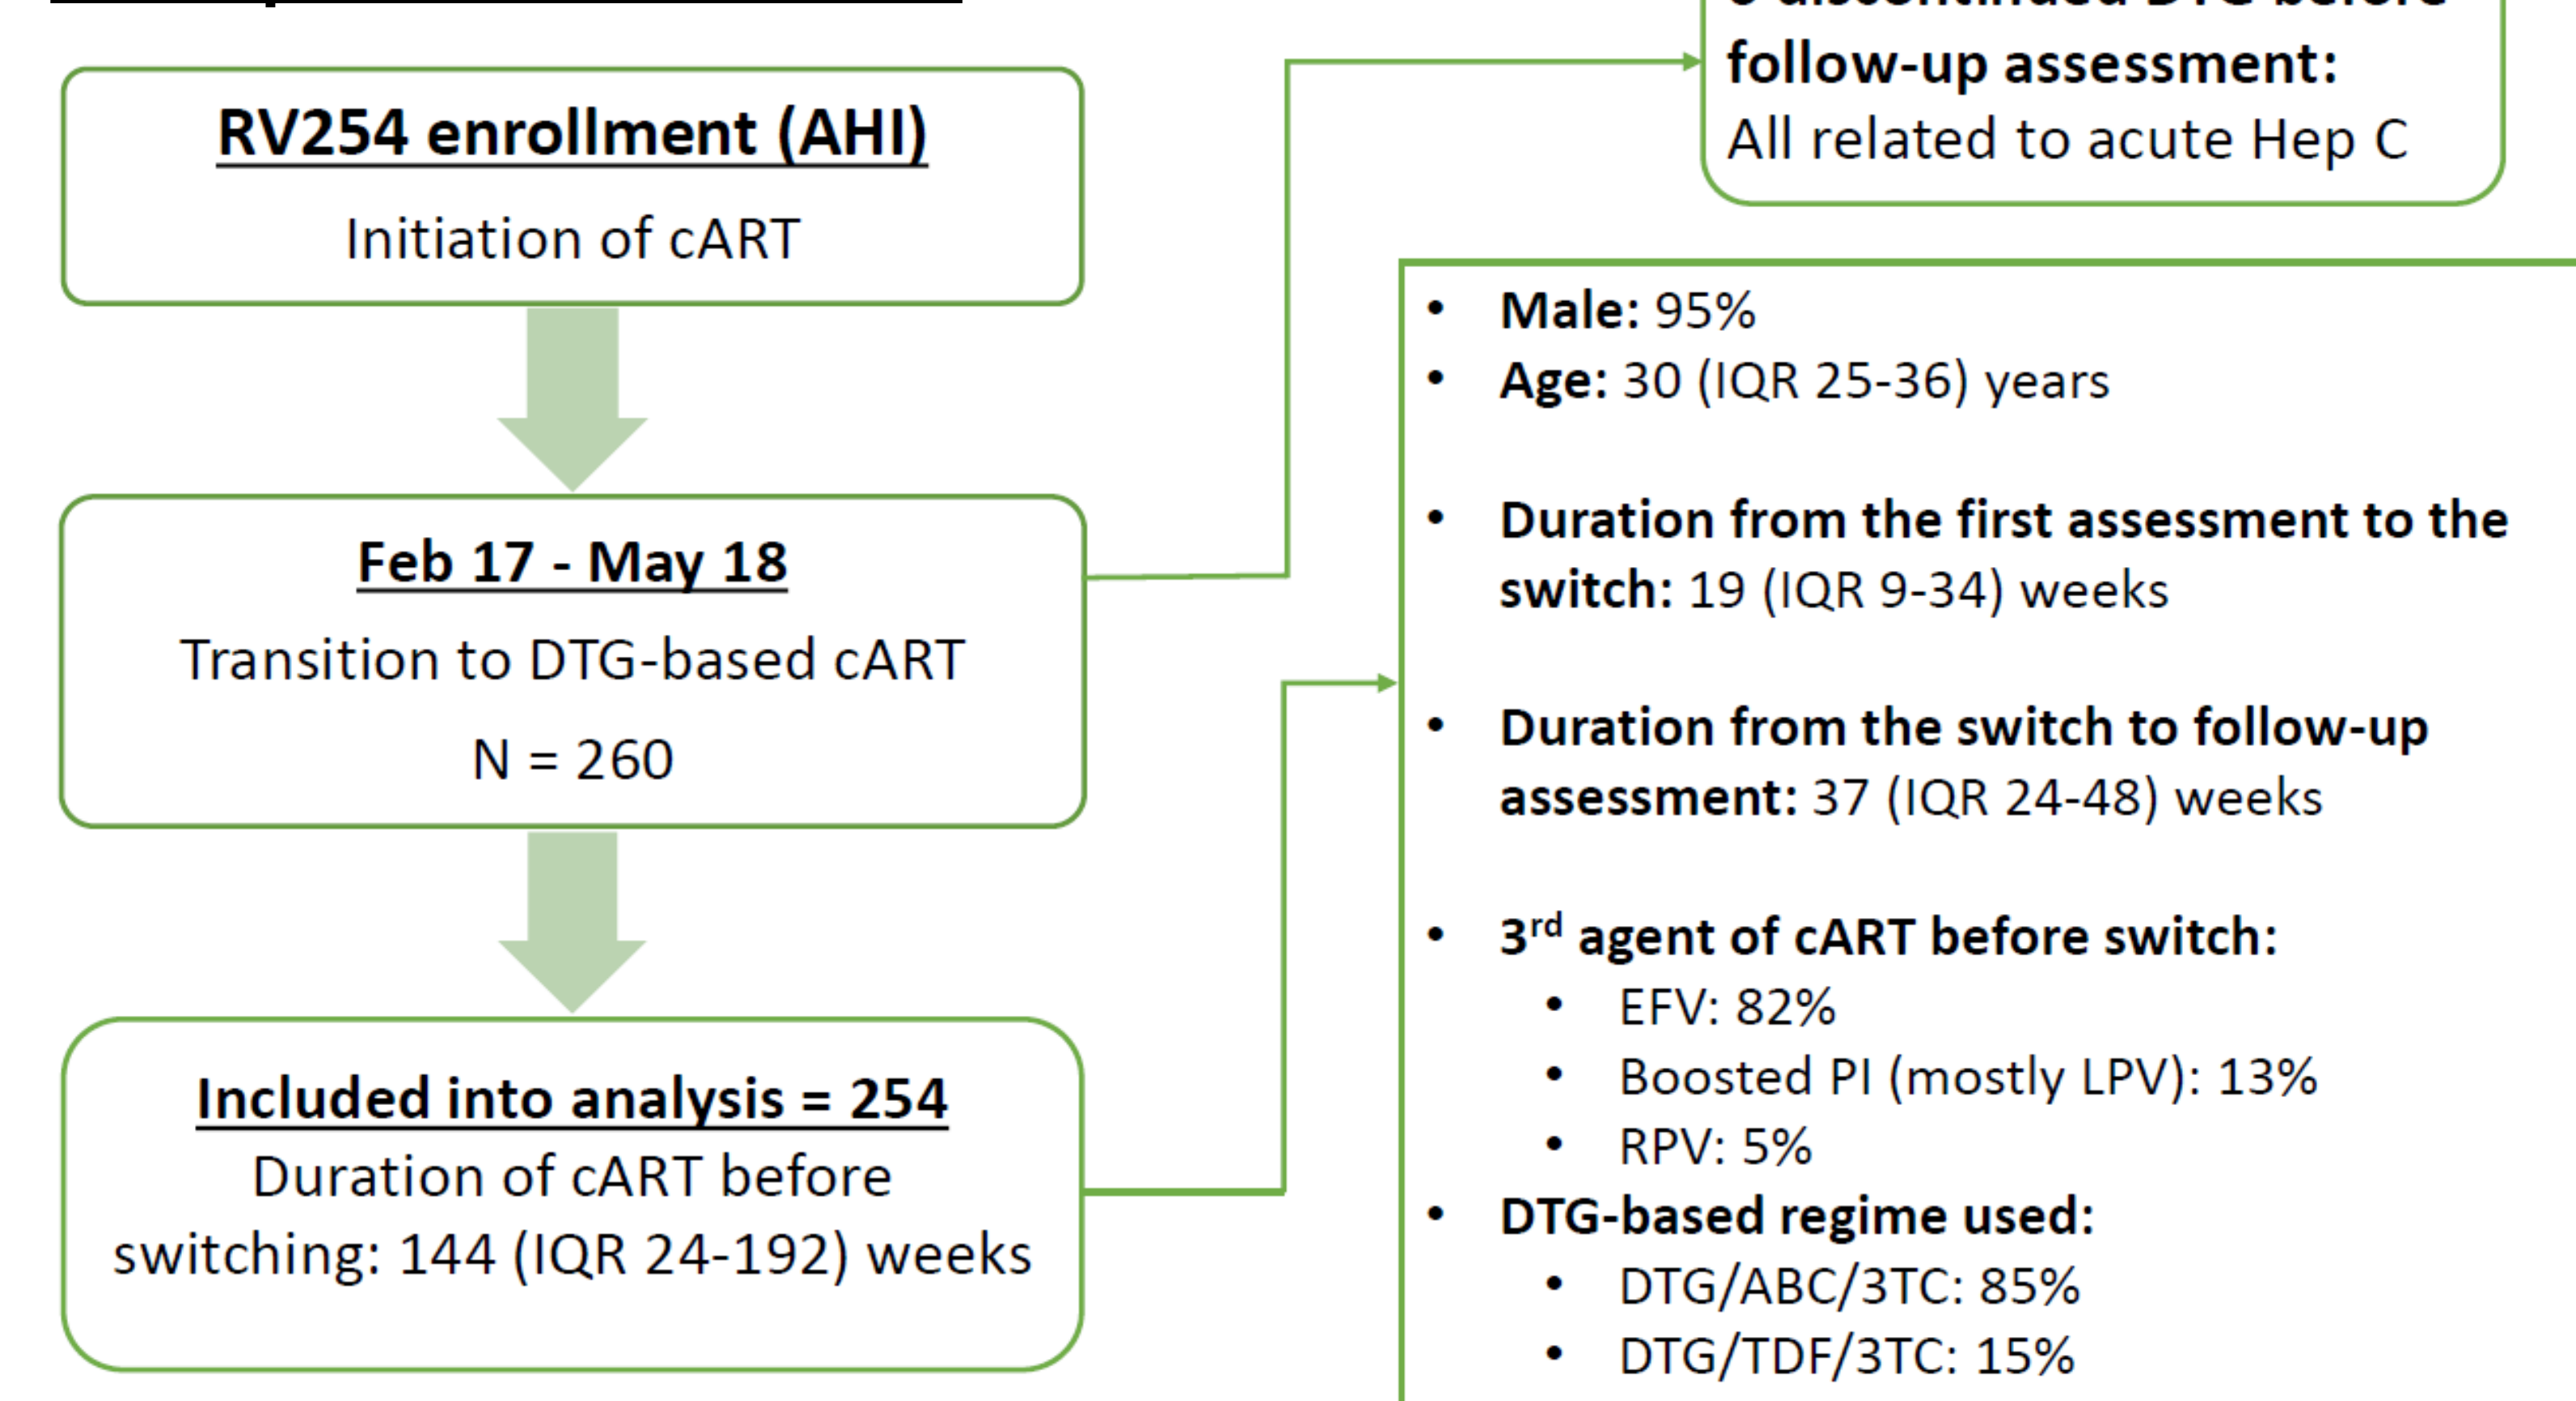 discontinued DTG before
follow-up assessment:
All related to acute Hep C
RV254 enrollment (AHI)
Initiation of cART
Feb 17 - May 18
Transition to DTG-based cART
N = 260
Included into analysis = 254
Duration of cART before
switching: 144 (IQR 24-192) weeks
• Male: 95%
• Age: 30 (IQR 25-36) years
• Duration from the first assessment to the
switch: 19 (IQR 9-34) weeks
• Duration from the switch to follow-up
assessment: 37 (IQR 24-48) weeks
• 3rd agent of cART before switch:
• EFV: 82%
• Boosted PI (mostly LPV): 13%
• RPV: 5%
• DTG-based regime used:
• DTG/ABC/3TC: 85%
• DTG/TDF/3TC: 15%